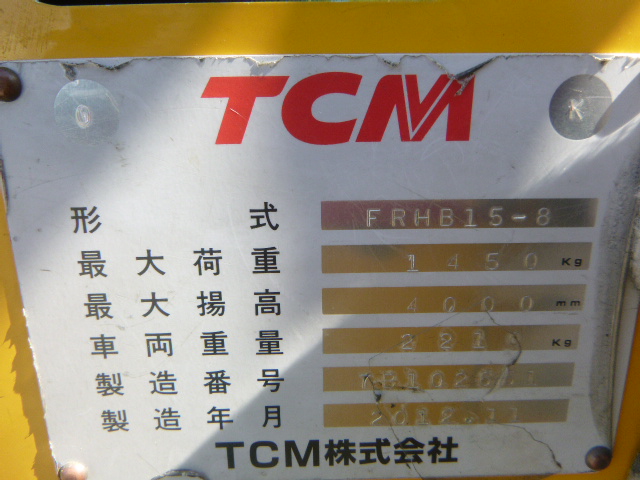 TCM
形式 FRHB15-8
最大荷重 1450 Kg
最大揚高 4000 mm
車両重量 Kg
製造番号
製造年月
TCM株式会社